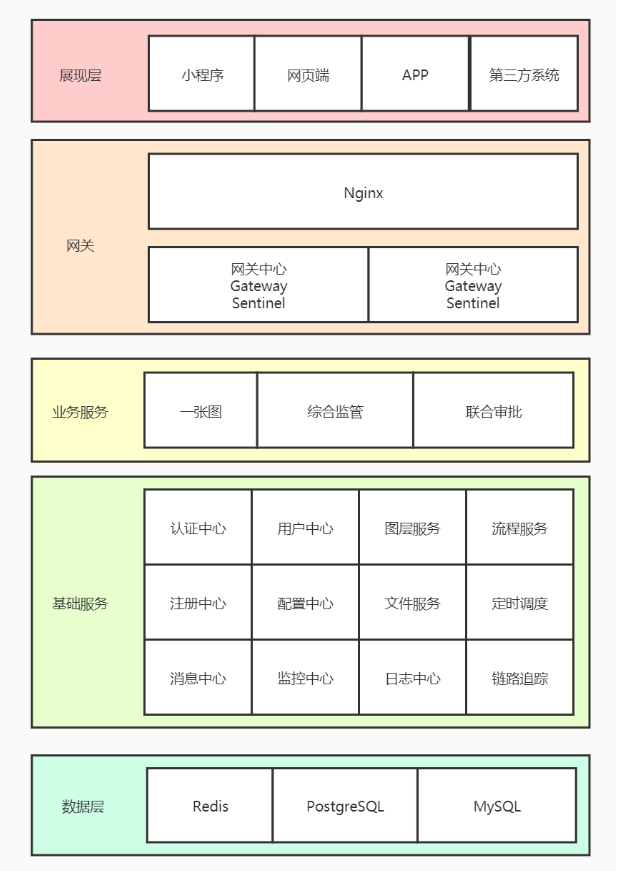 展现层
小程序
网页端
APP
第三方系统
网关
Nginx
网关中心
Gateway
Sentinel
网关中心
Gateway
Sentinel
业务服务
一张图
综合监管
联合审批
基础服务
认证中心
用户中心
图层服务
流程服务
注册中心
配置中心
文件服务
定时调度
消息中心
监控中心
日志中心
链路追踪
数据层
Redis
PostgreSQL
MySQL